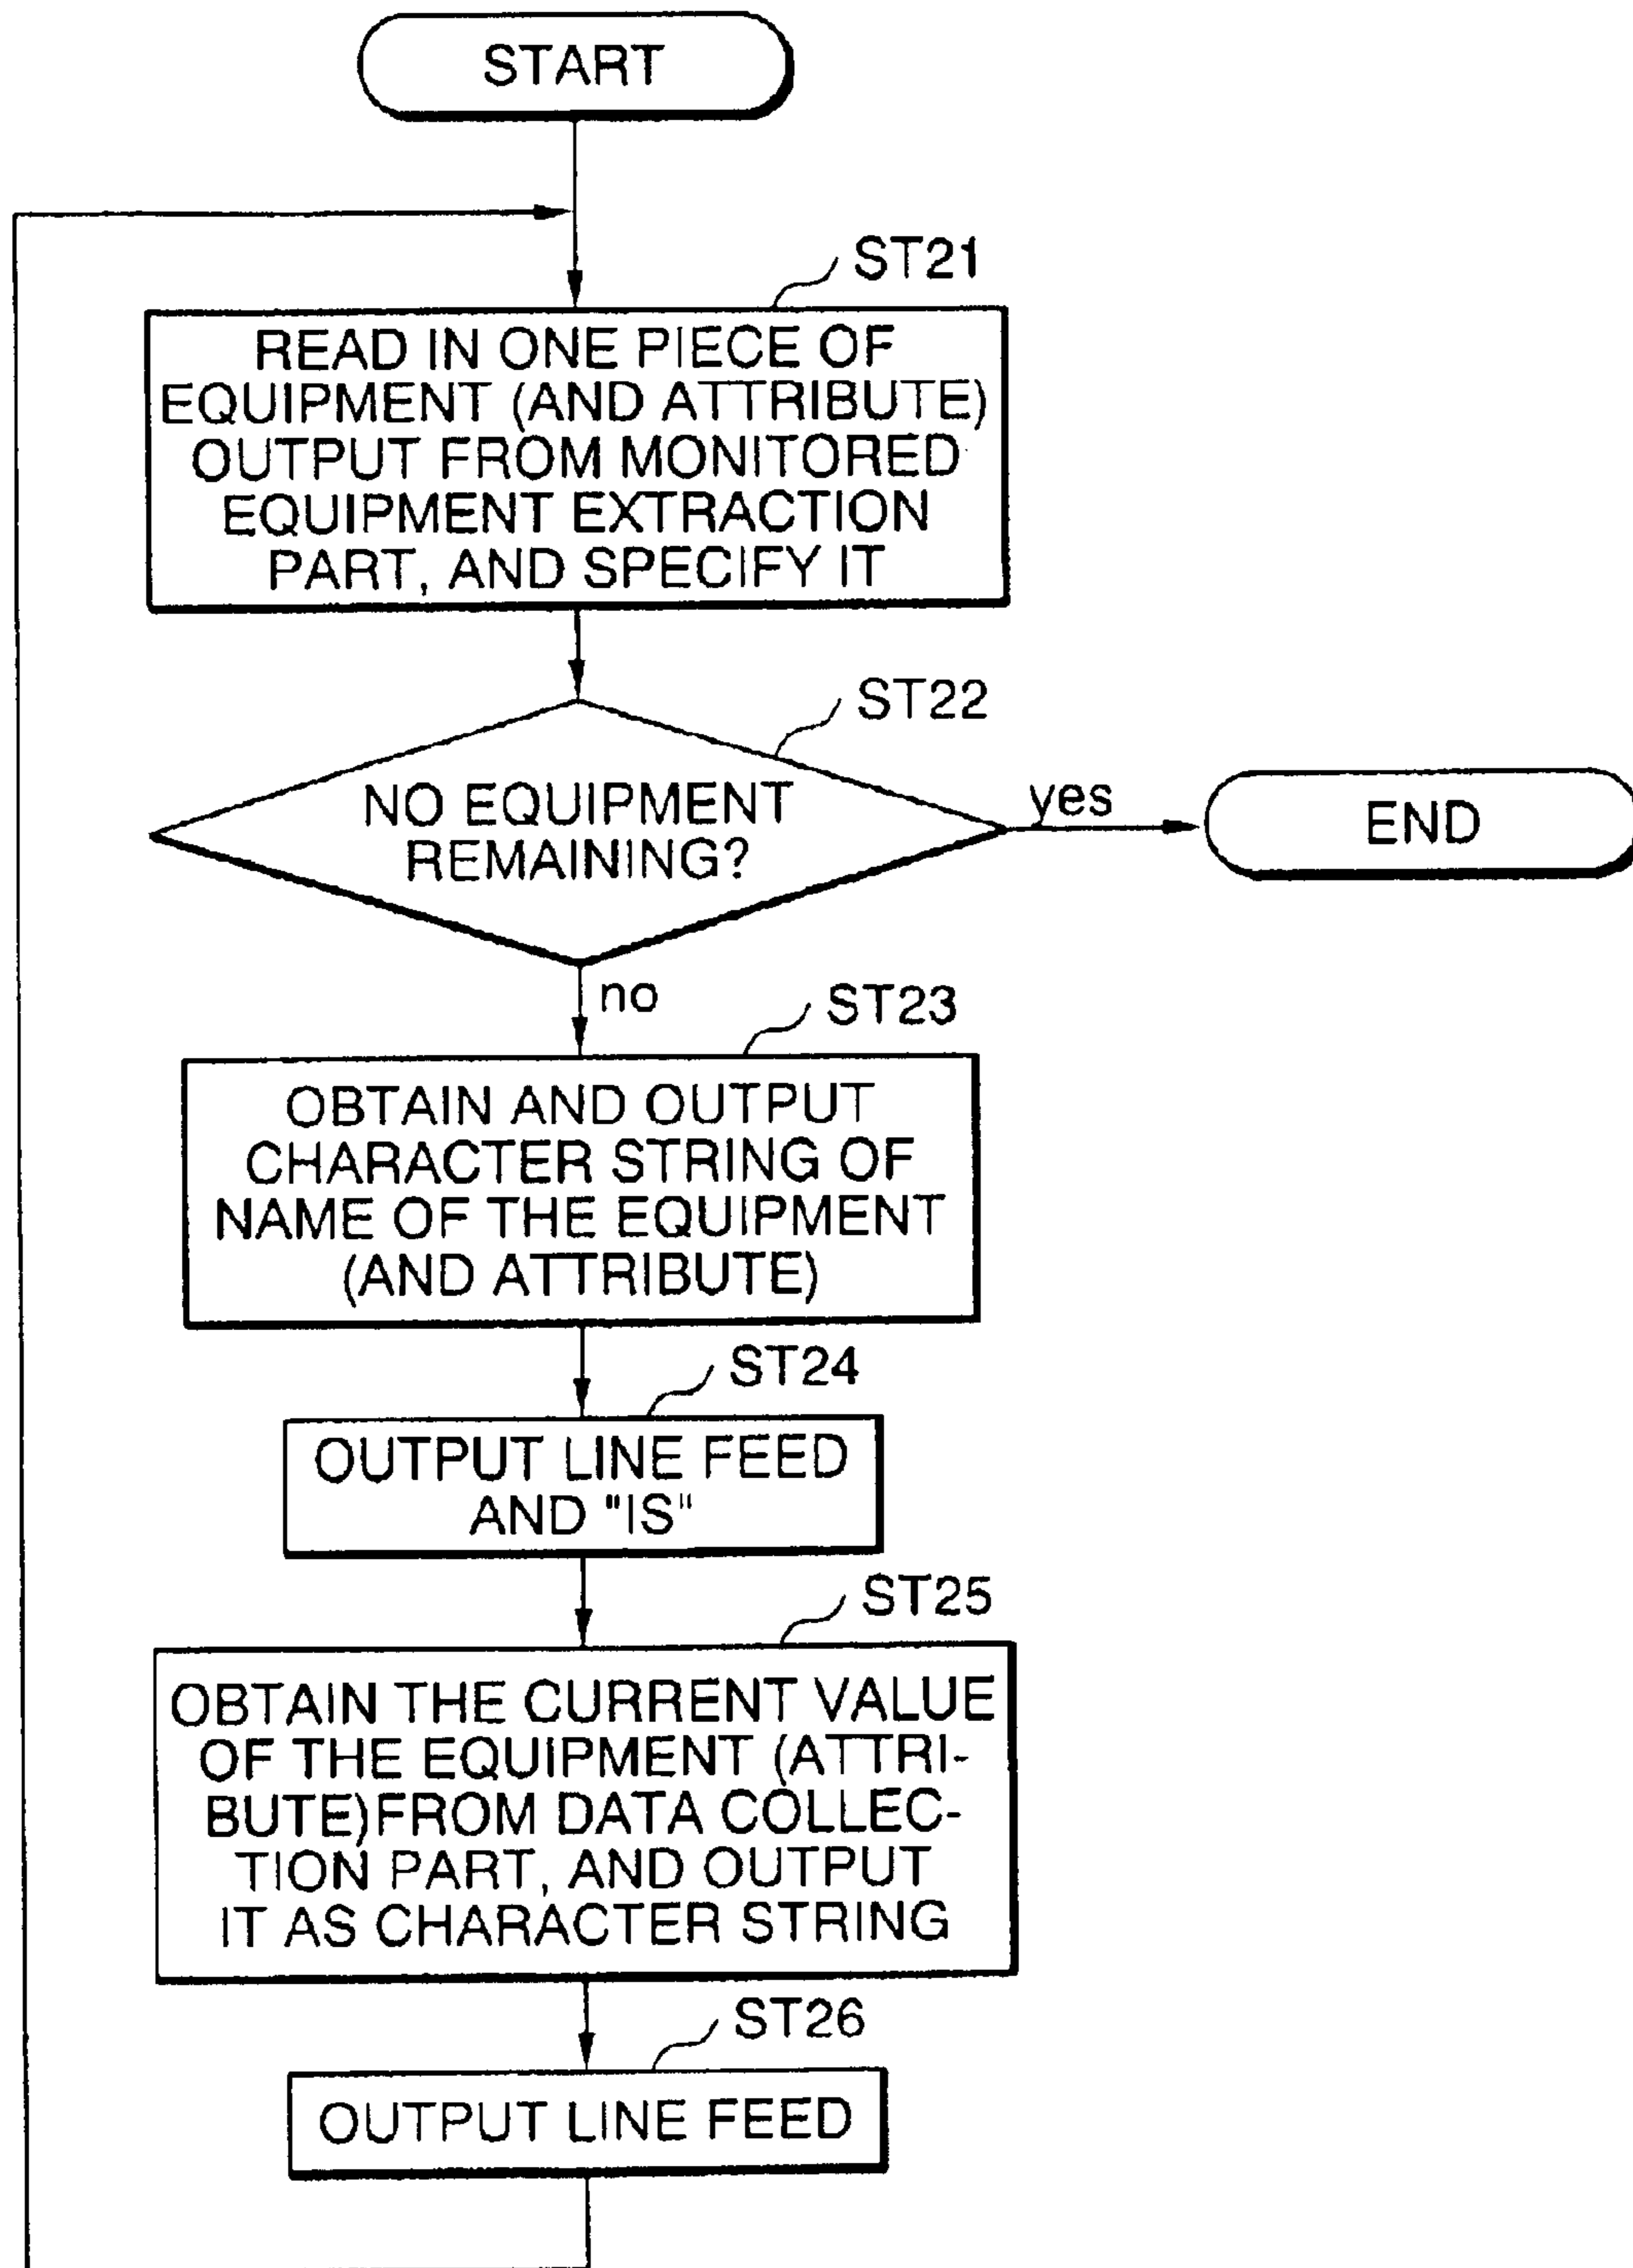 START
ST21
READ IN ONE PIECE OF
EQUIPMENT (AND ATTRIBUTE)
OUTPUT FROM MONITORED
EQUIPMENT EXTRACTION
PART, AND SPECIFY IT
ST22
NO EQUIPMENT
REMAINING?
yes
END
no
ST23
OBTAIN AND OUTPUT
CHARACTER STRING OF
NAME OF THE EQUIPMENT
(AND ATTRIBUTE)
ST24
OUTPUT LINE FEED
AND "IS"
ST25
OBTAIN THE CURRENT VALUE
OF THE EQUIPMENT (ATTRI-
BUTE)FROM DATA COLLEC-
TION PART, AND OUTPUT
IT AS CHARACTER STRING
ST26
OUTPUT LINE FEED